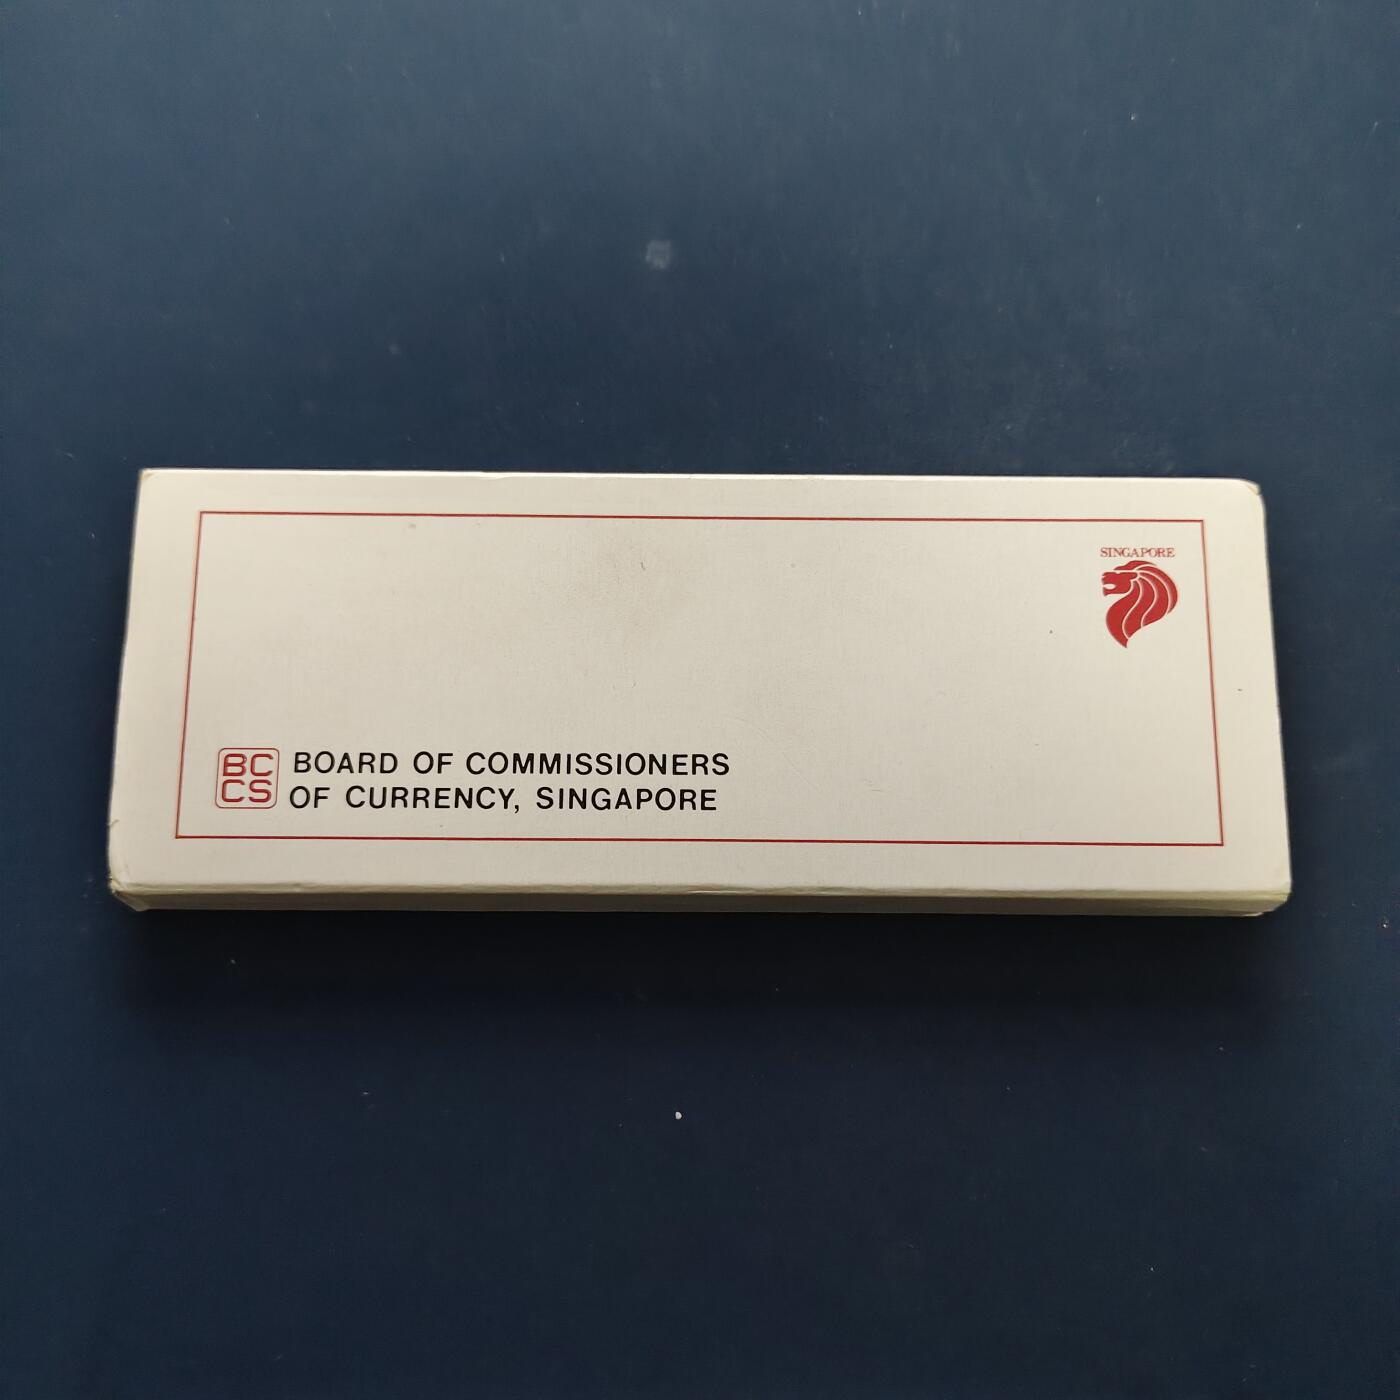 SINGAPORE
BC
CS
BOARD OF COMMISSIONERS
OF CURRENCY, SINGAPORE